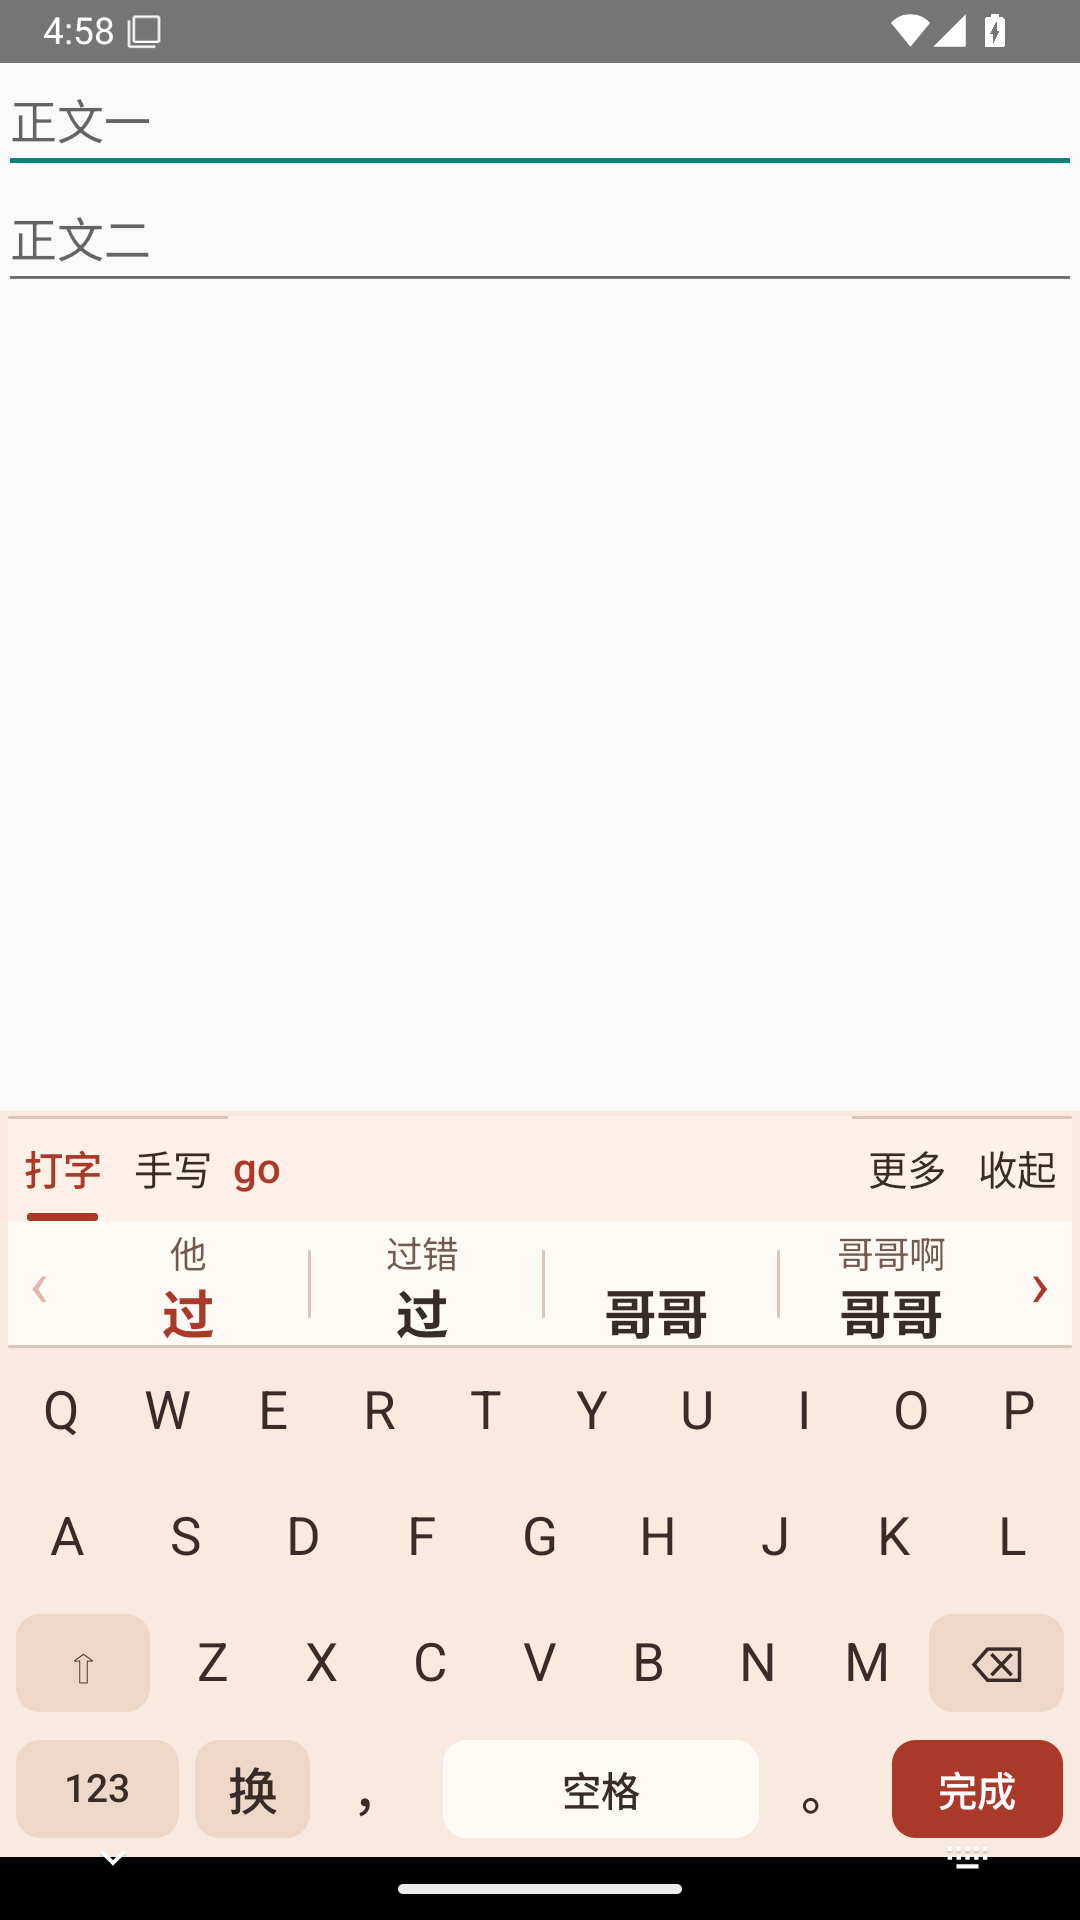 4:58
正文一
正文二
打字 手写 go 更多 收起
他 过错 哥哥啊
‹ 过 过 哥哥 哥哥 ›
Q W E R T Y U I O P
A S D F G H J K L
⇧ Z X C V B N M ⌫
123 换 ， 空格 。 完成